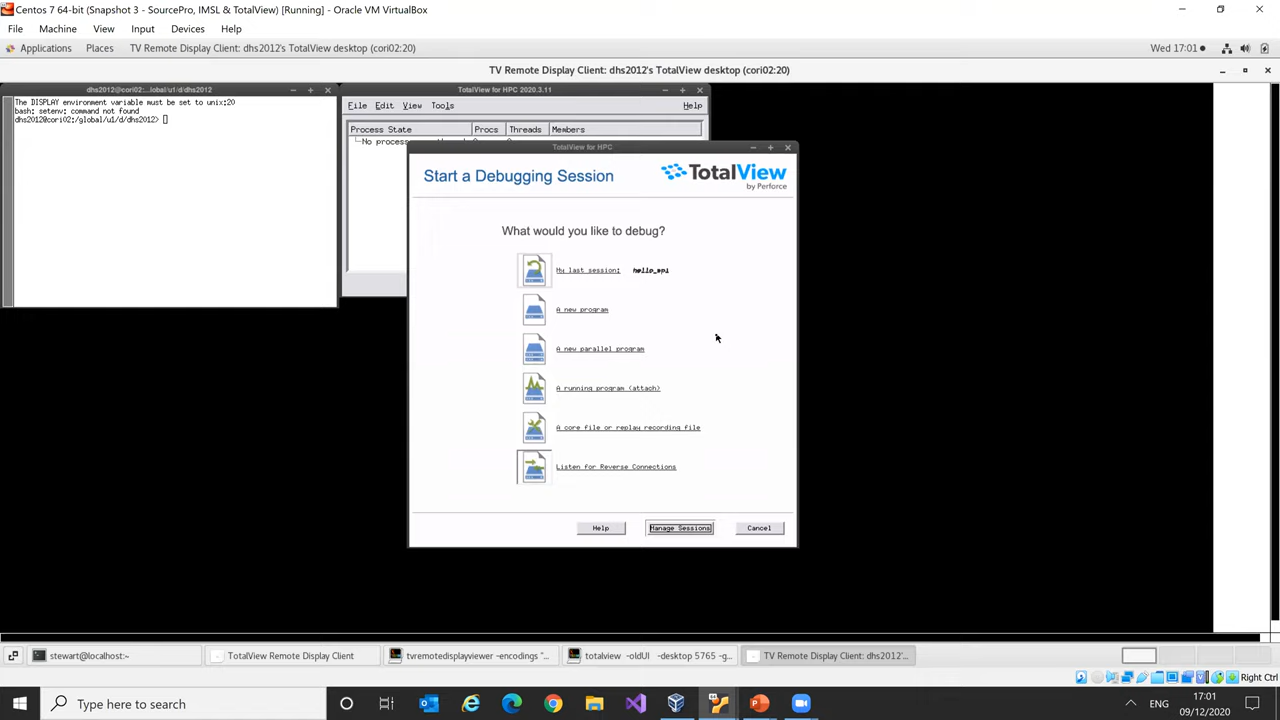 Centos 7 64-bit (Snapshot 3 - SourcePro, IMSL & TotalView) [Running] - Oracle VM VirtualBox
File Machine View Input Devices Help
Applications Places TV Remote Display Client: dhs2012's TotalView desktop (cori02:20) Wed 17:01
TV Remote Display Client: dhs2012's TotalView desktop (cori02:20)
dhs2012@cori02:...lobal/u1/d/dhs2012
The DISPLAY environment variable must be set to unix:20
bash: setenv: command not found
dhs2012@cori02:/global/u1/d/dhs2012>
TotalView for HPC 2020.3.11
File Edit View Tools Help
Process State Procs Threads Members
No process
TotalView for HPC
Start a Debugging Session
TotalView
by Perforce
What would you like to debug?
My last session: hello_mpi
A new program
A new parallel program
A running program (attach)
A core file or replay recording file
Listen for Reverse Connections
Help Manage Sessions Cancel
stewart@localhost:~ TotalView Remote Display Client tvremotedisplayviewer -encodings "... totalview -oldUI -desktop 5765 -g... TV Remote Display Client: dhs2012'...
Right Ctrl
Type here to search
ENG
17:01
09/12/2020